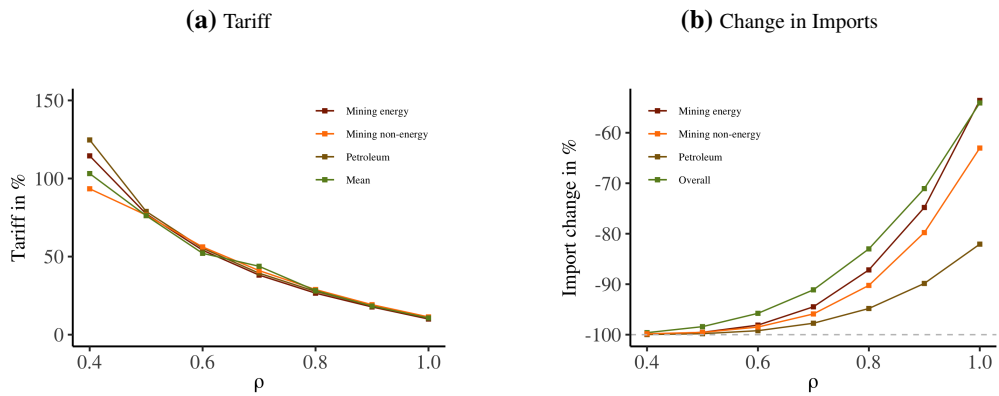 (a) Tariff
150
100
50
0
Tariff in %
0.4 0.6 0.8 1.0
ρ
Mining energy
Mining non-energy
Petroleum
Mean
(b) Change in Imports
-60
-70
-80
-90
-100
Import change in %
0.4 0.6 0.8 1.0
ρ
Mining energy
Mining non-energy
Petroleum
Overall